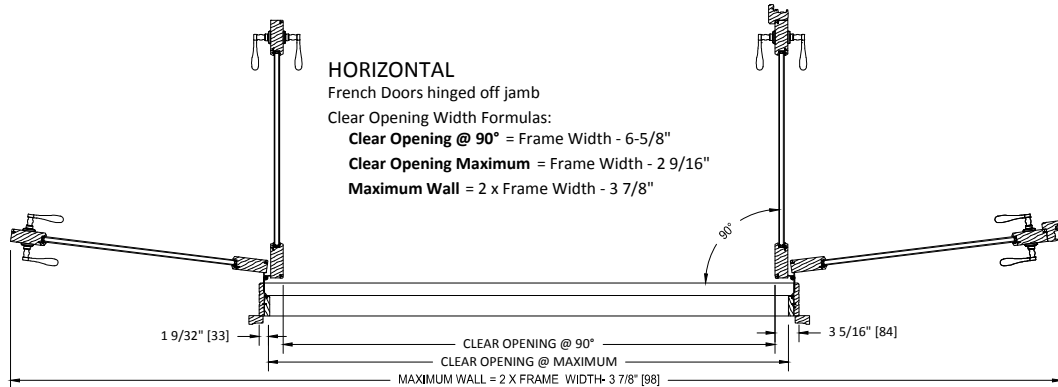 HORIZONTAL
French Doors hinged off jamb
Clear Opening Width Formulas:
Clear Opening @ 90° = Frame Width - 6-5/8"
Clear Opening Maximum = Frame Width - 2 9/16"
Maximum Wall = 2 x Frame Width - 3 7/8"
90°
1 9/32" [33]
3 5/16" [84]
CLEAR OPENING @ 90°
CLEAR OPENING @ MAXIMUM
MAXIMUM WALL = 2 X FRAME WIDTH- 3 7/8" [98]